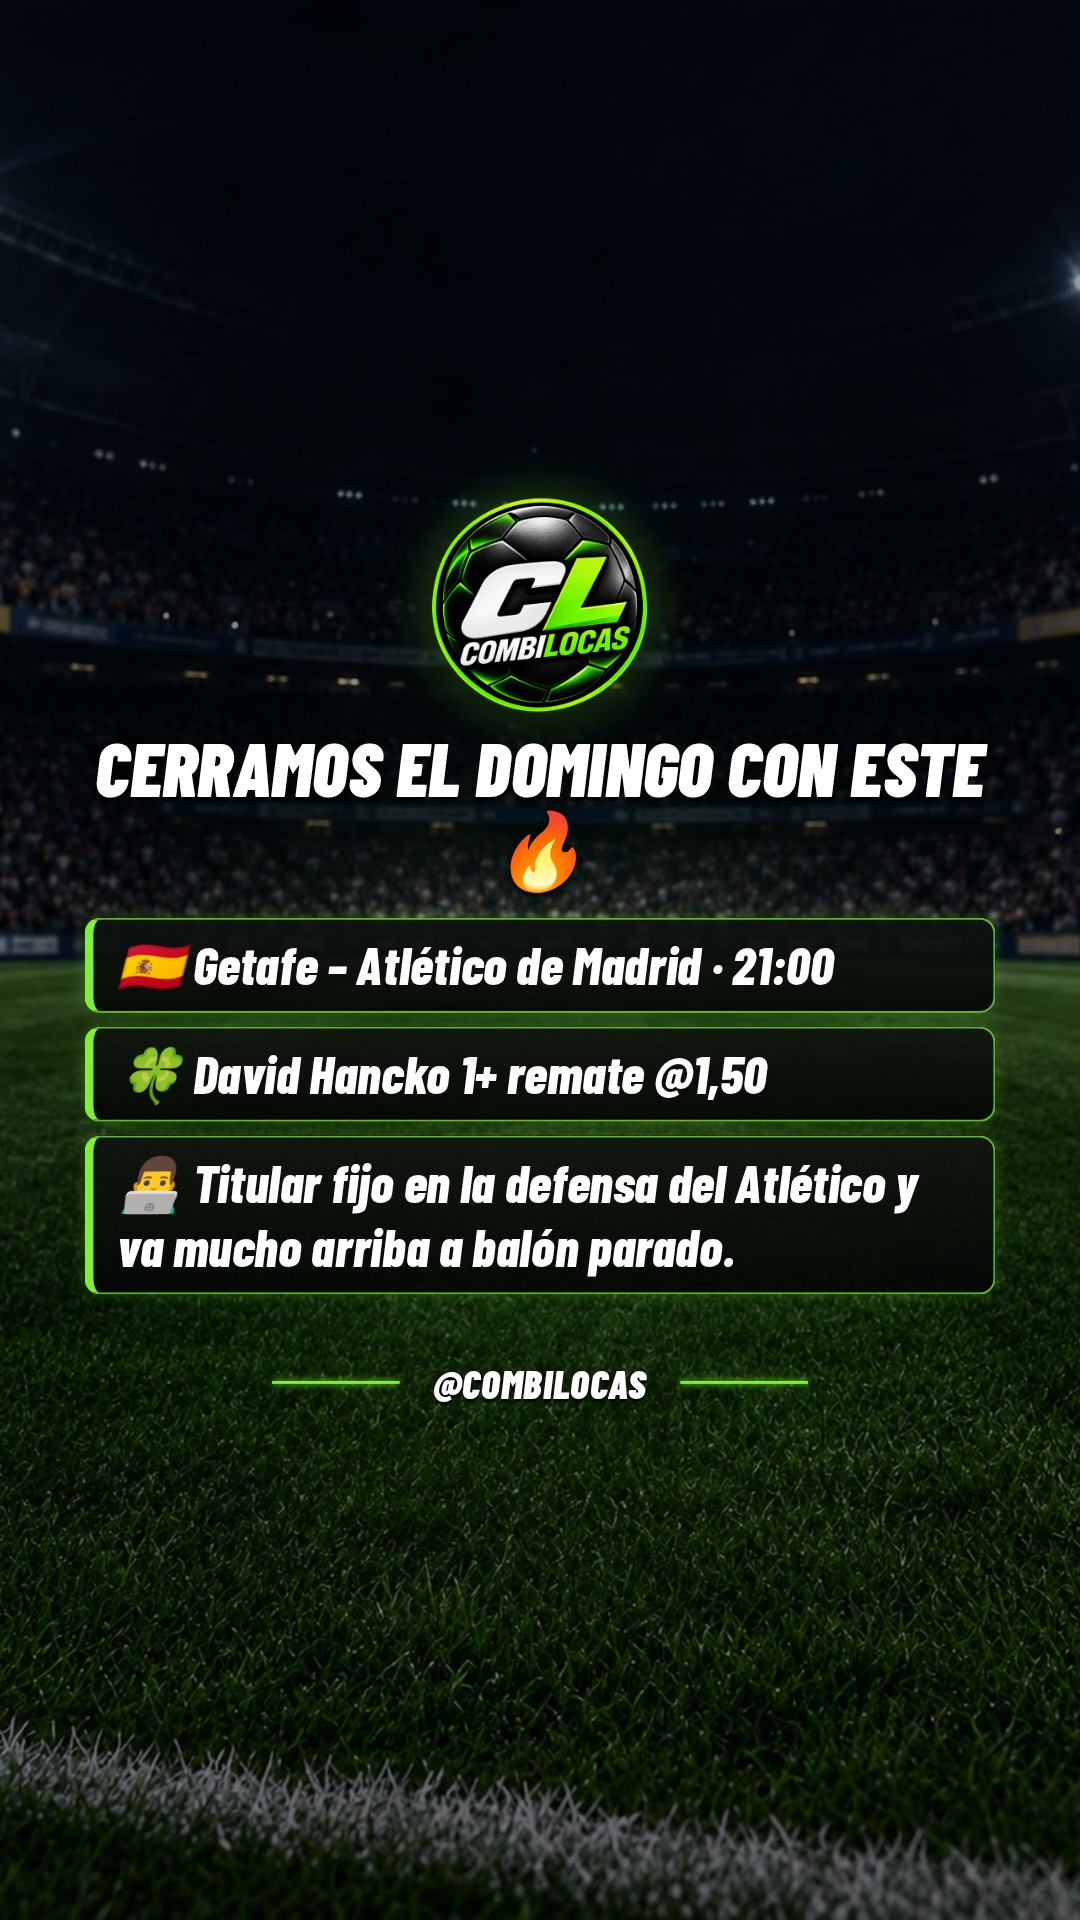 CL
COMBILOCAS
CERRAMOS EL DOMINGO CON ESTE
🔥
🇪🇸 Getafe – Atlético de Madrid · 21:00
🍀 David Hancko 1+ remate @1,50
👨‍💻 Titular fijo en la defensa del Atlético y
va mucho arriba a balón parado.
@COMBILOCAS